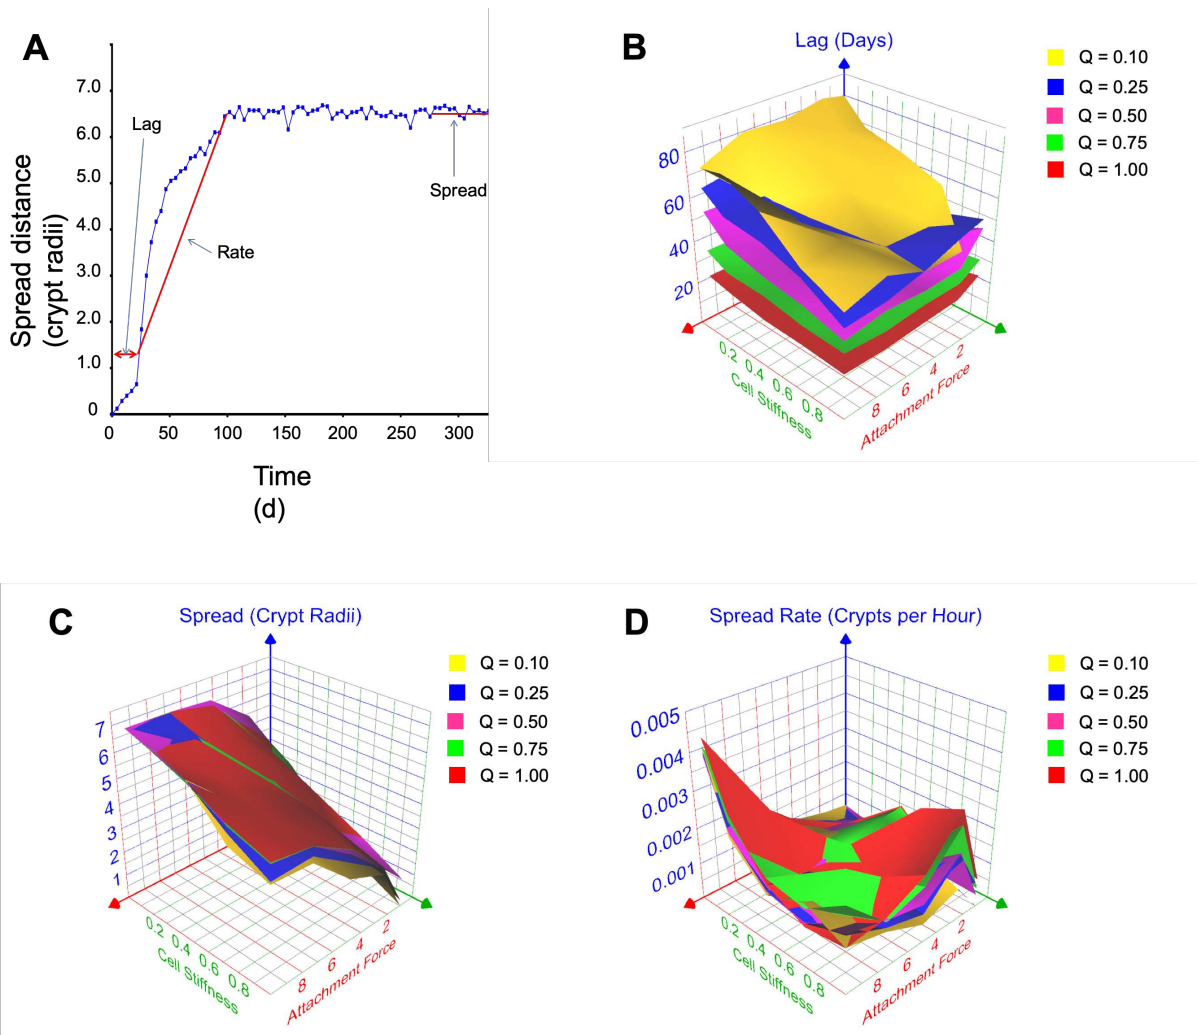 A
Spread distance
(crypt radii)
7.0
6.0
5.0
4.0
3.0
2.0
1.0
0
Lag
Rate
Spread
0 50 100 150 200 250 300
Time
(d)
B
Lag (Days)
80
60
40
20
0.2 0.4 0.6 0.8
Cell Stiffness
8 6 4 2
Attachment Force
Q = 0.10
Q = 0.25
Q = 0.50
Q = 0.75
Q = 1.00
C
Spread (Crypt Radii)
7
6
5
4
3
2
1
0.2 0.4 0.6 0.8
Cell Stiffness
8 6 4 2
Attachment Force
Q = 0.10
Q = 0.25
Q = 0.50
Q = 0.75
Q = 1.00
D
Spread Rate (Crypts per Hour)
0.005
0.004
0.003
0.002
0.001
0.2 0.4 0.6 0.8
Cell Stiffness
8 6 4 2
Attachment Force
Q = 0.10
Q = 0.25
Q = 0.50
Q = 0.75
Q = 1.00